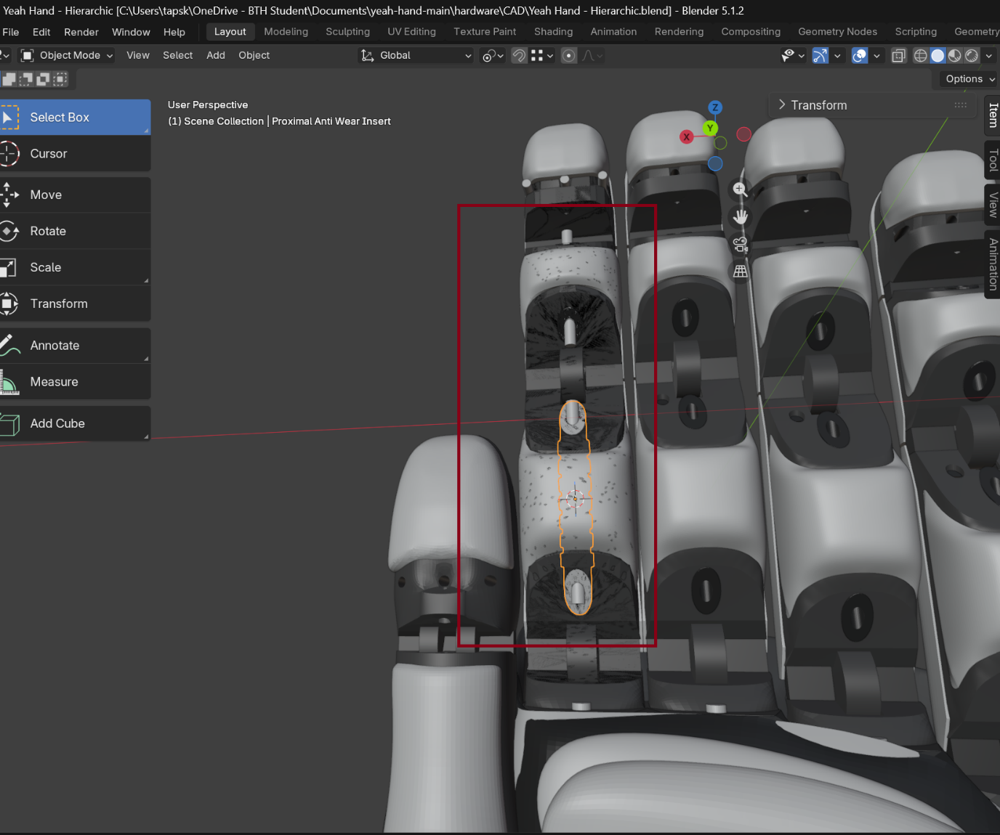 Yeah Hand - Hierarchic [C:\Users\tapsk\OneDrive - BTH Student\Documents\yeah-hand-main\hardware\CAD\Yeah Hand - Hierarchic.blend] - Blender 5.1.2
File Edit Render Window Help Layout Modeling Sculpting UV Editing Texture Paint Shading Animation Rendering Compositing Geometry Nodes Scripting Geometry
Object Mode View Select Add Object Global
Options
User Perspective
(1) Scene Collection | Proximal Anti Wear Insert
Select Box
Cursor
Move
Rotate
Scale
Transform
Annotate
Measure
Add Cube
Z
Y
X
Transform
Item
Tool
View
Animation